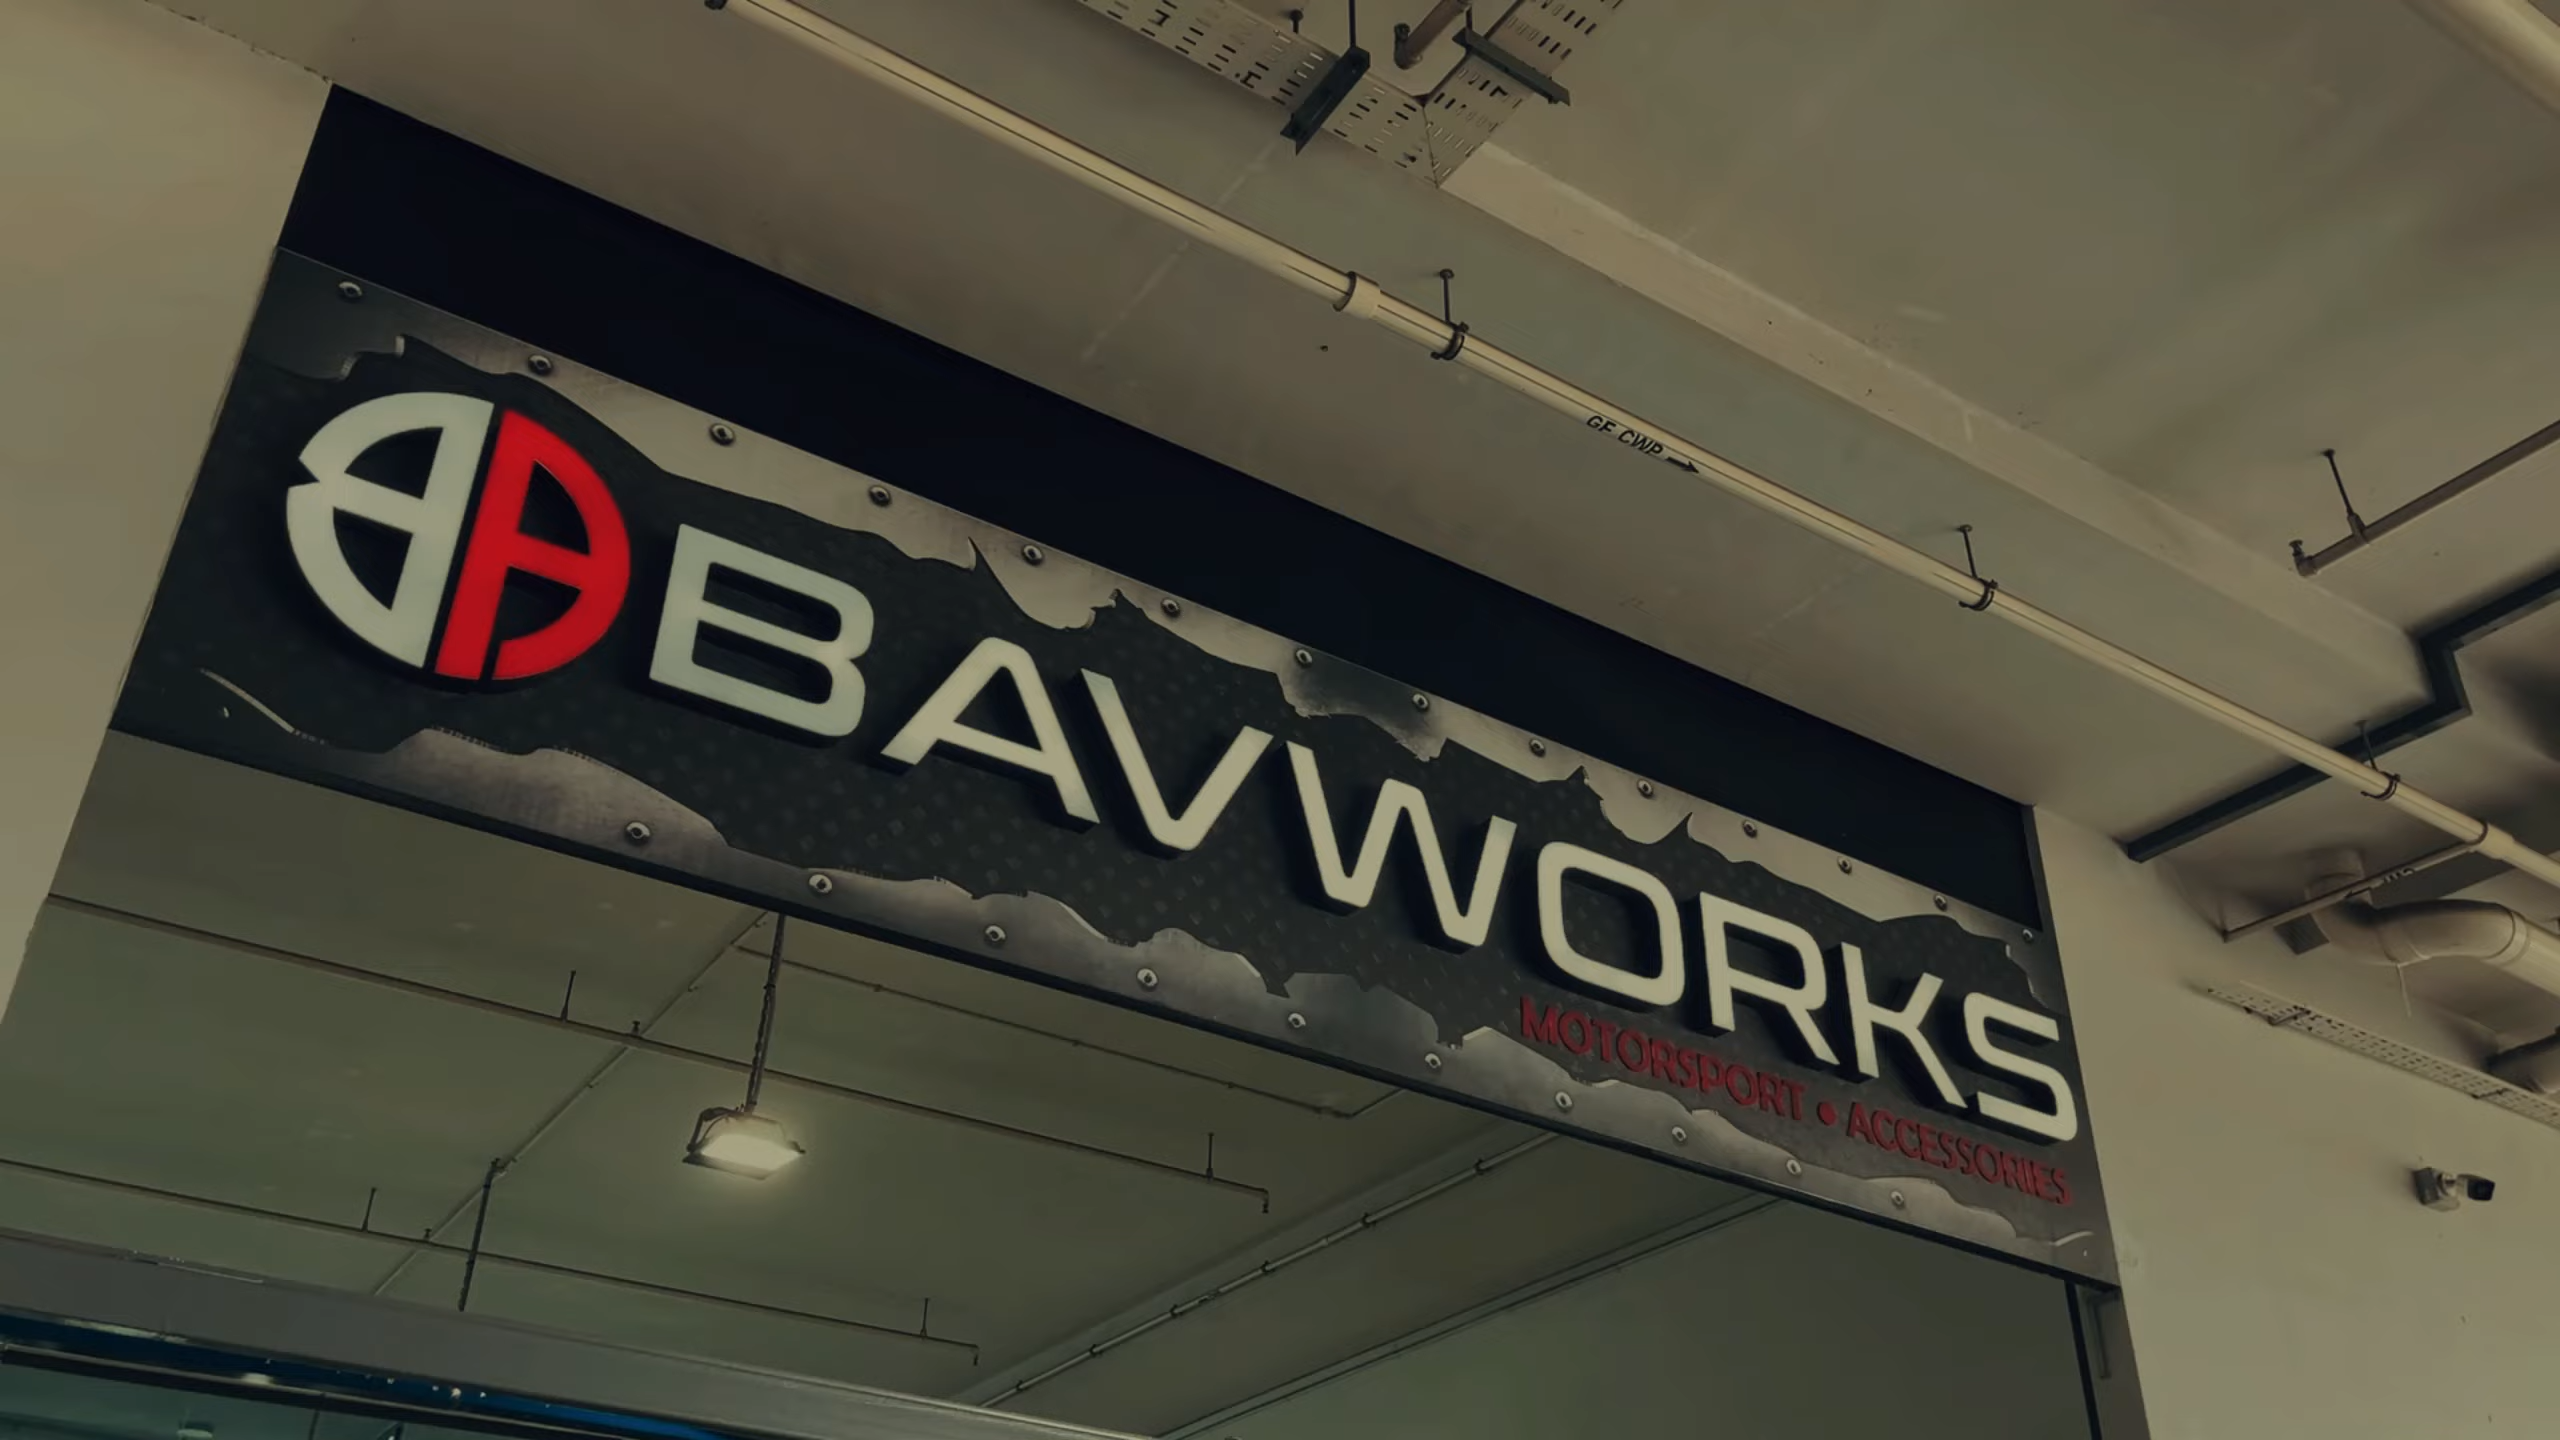 GF CWP →
BAVWORKS
MOTORSPORT • ACCESSORIES